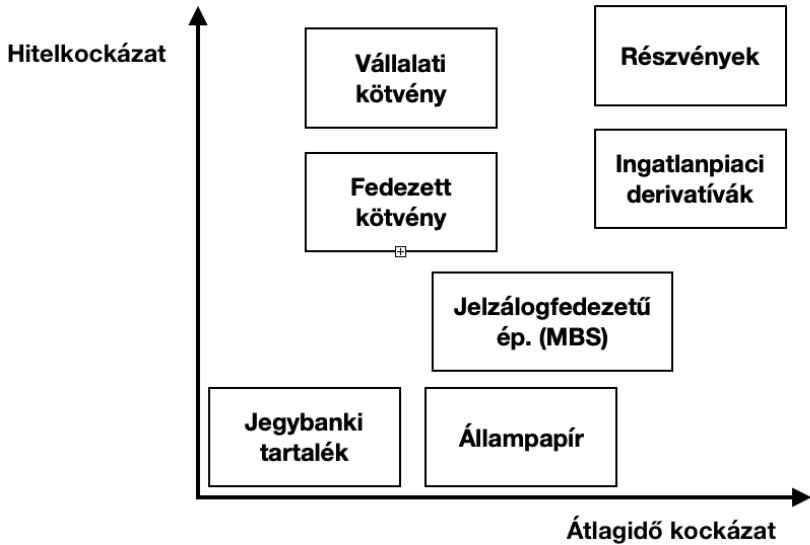 Hitelkockázat
Vállalati
kötvény
Részvények
Fedezett
kötvény
Ingatlanpiaci
derivatívák
Jelzálogfedezetű
ép. (MBS)
Jegybanki
tartalék
Állampapír
Átlagidő kockázat